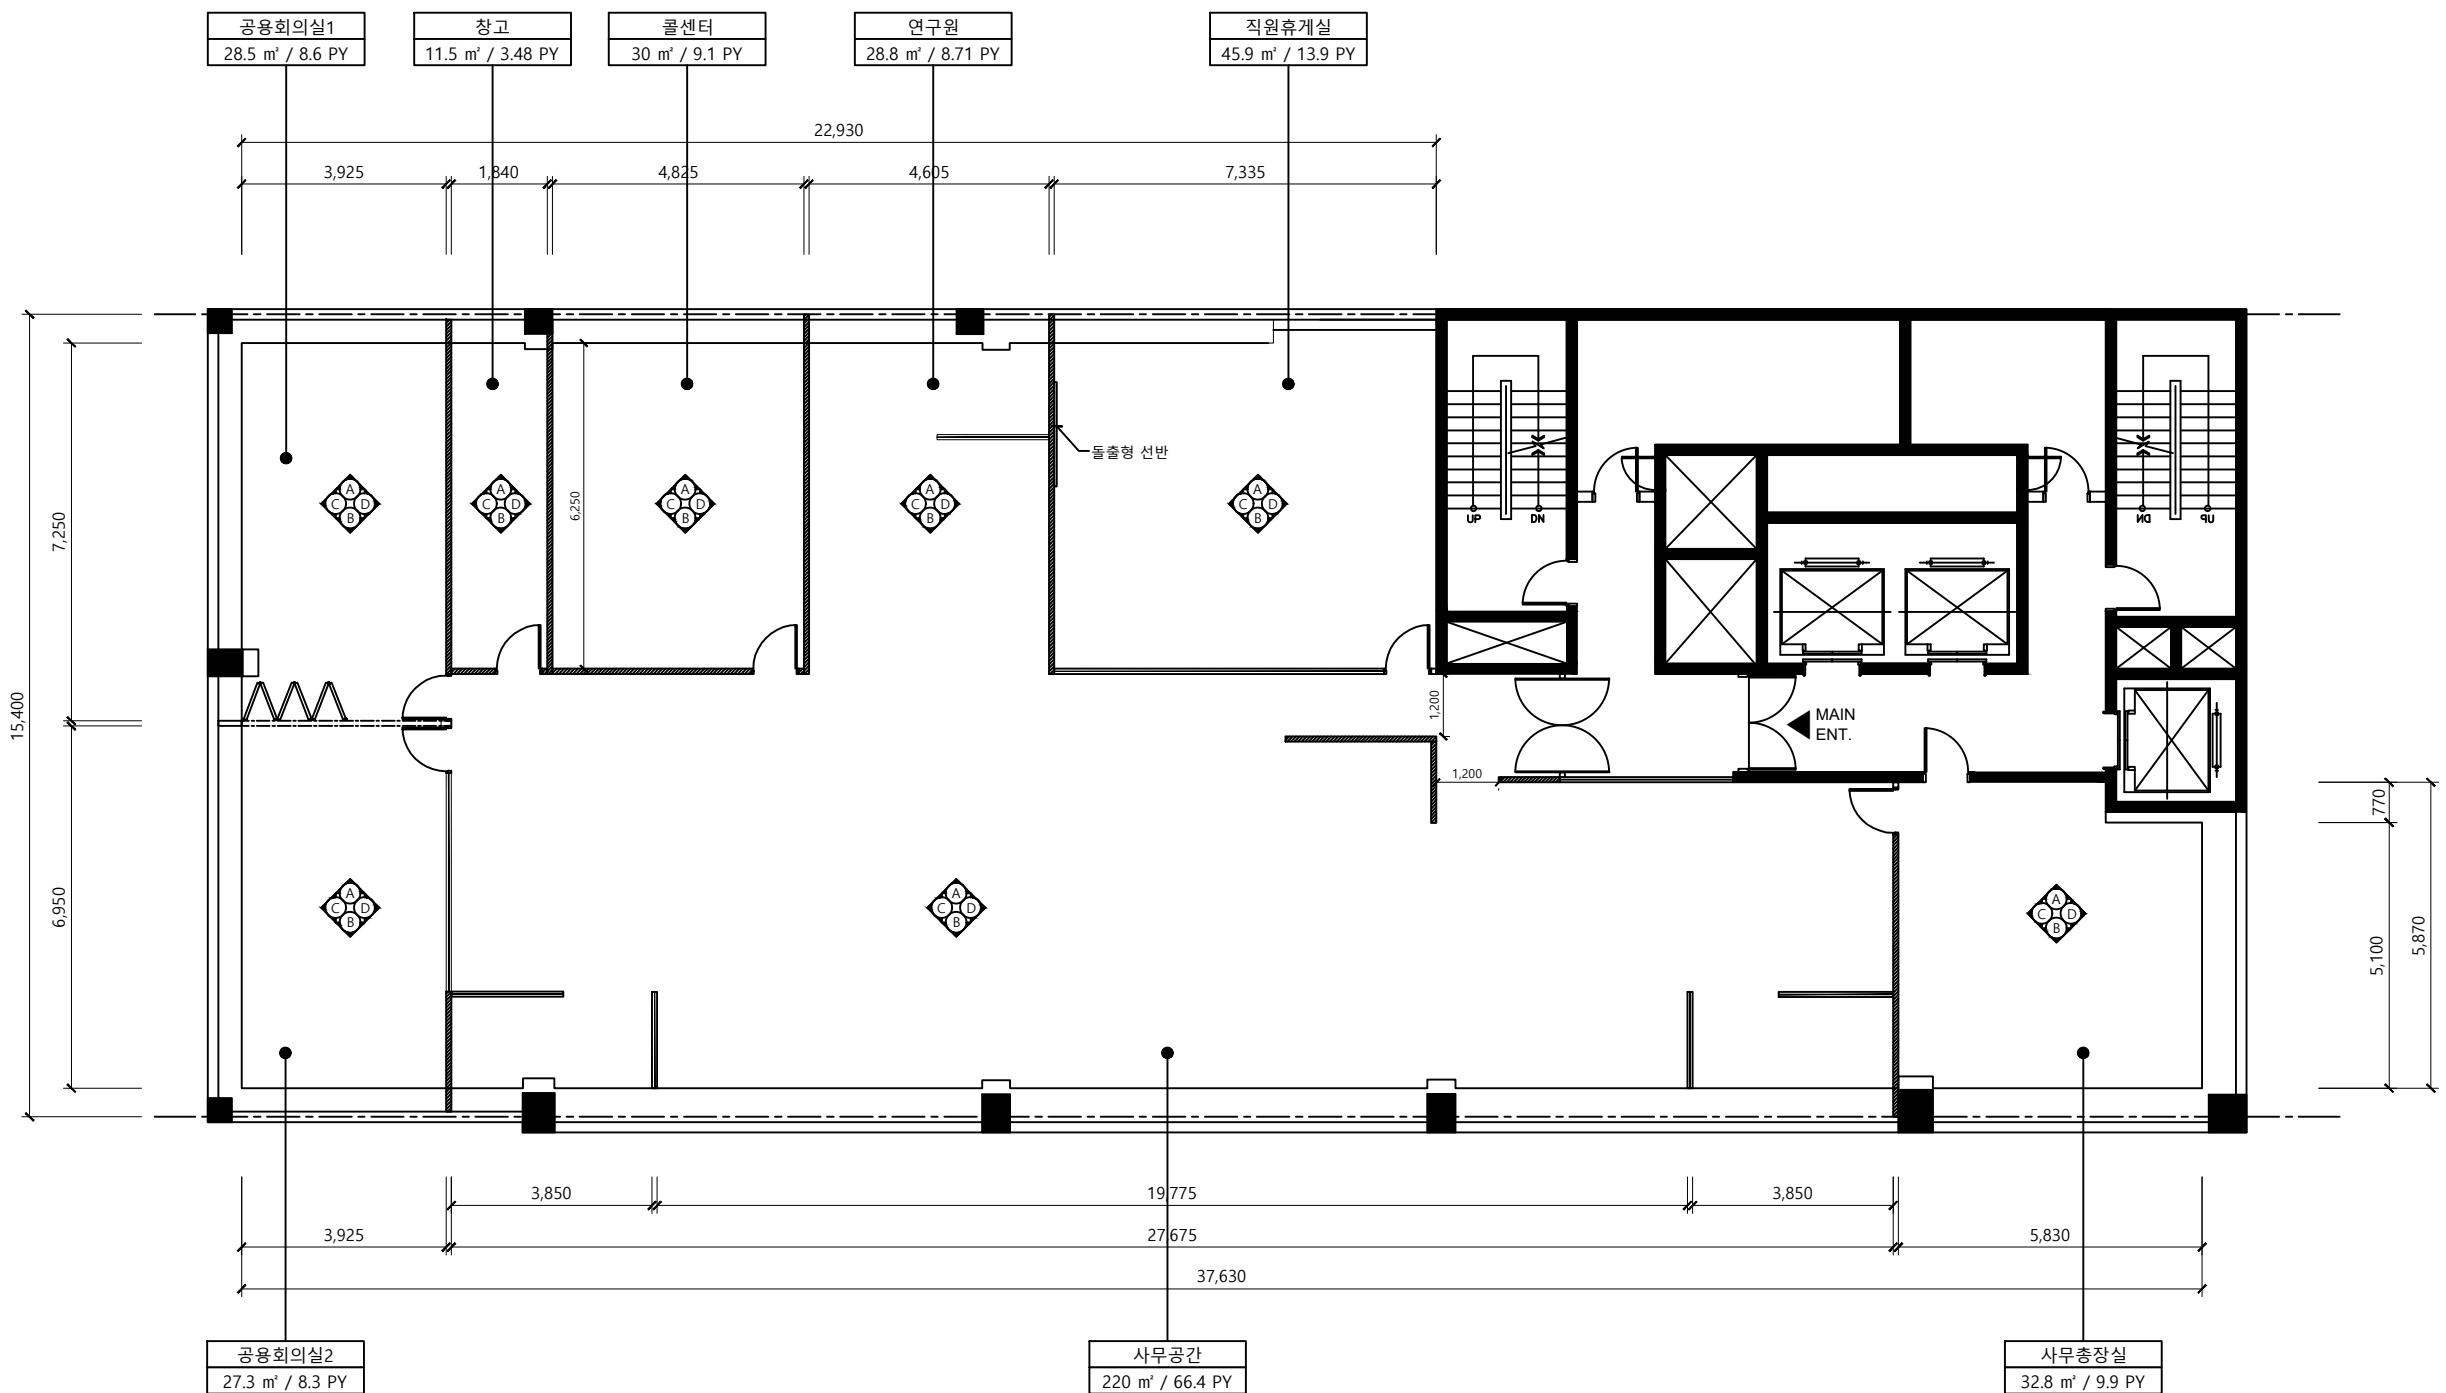 공용회의실1
28.5 ㎡ / 8.6 PY
창고
11.5 ㎡ / 3.48 PY
콜센터
30 ㎡ / 9.1 PY
연구원
28.8 ㎡ / 8.71 PY
직원휴게실
45.9 ㎡ / 13.9 PY
22,930
3,925
1,840
4,825
4,605
7,335
15,400
7,250
6,950
6,250
돌출형 선반
A
C D
B
A
C D
B
A
C D
B
A
C D
B
A
C D
B
UP
DN
DN
UP
1,200
1,200
MAIN
ENT.
A
C D
B
A
C D
B
A
C D
B
770
5,100
5,870
3,850
19,775
3,850
3,925
27,675
5,830
37,630
공용회의실2
27.3 ㎡ / 8.3 PY
사무공간
220 ㎡ / 66.4 PY
사무총장실
32.8 ㎡ / 9.9 PY